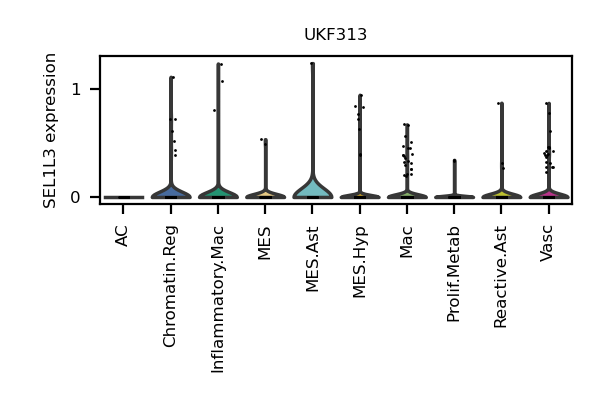 UKF313
SEL1L3 expression
1
0
AC
Chromatin.Reg
Inflammatory.Mac
MES
MES.Ast
MES.Hyp
Mac
Prolif.Metab
Reactive.Ast
Vasc